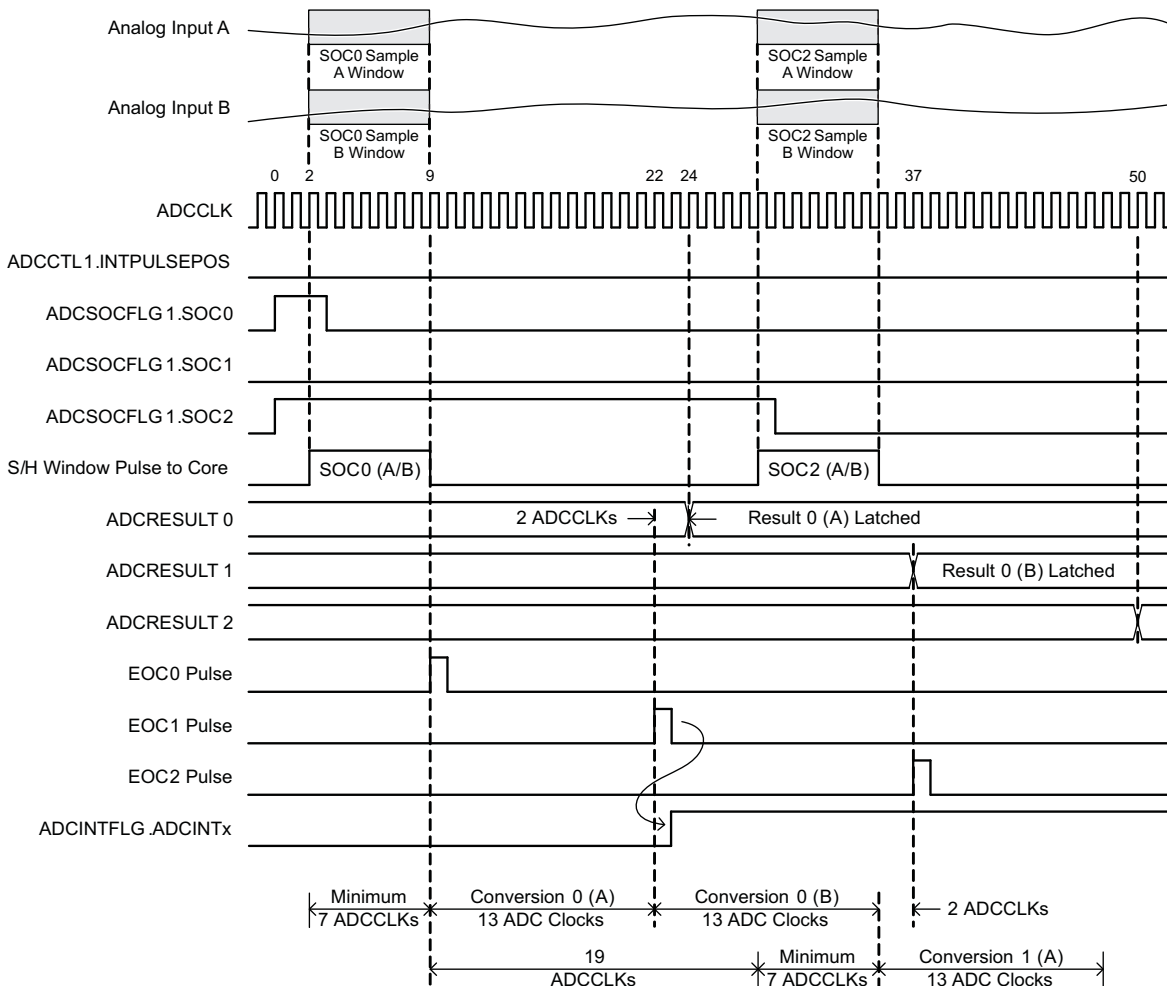 Analog Input A
SOC0 Sample
A Window
SOC2 Sample
A Window
Analog Input B
SOC0 Sample
B Window
SOC2 Sample
B Window
0 2 9 22 24 37 50
ADCCLK
ADCCTL1.INTPULSEPOS
ADCSOCFLG1.SOC0
ADCSOCFLG1.SOC1
ADCSOCFLG1.SOC2
S/H Window Pulse to Core
SOC0 (A/B)
SOC2 (A/B)
ADCRESULT 0
2 ADCCLKs
Result 0 (A) Latched
ADCRESULT 1
Result 0 (B) Latched
ADCRESULT 2
EOC0 Pulse
EOC1 Pulse
EOC2 Pulse
ADCINTFLG.ADCINTx
Minimum
7 ADCCLKs
Conversion 0 (A)
13 ADC Clocks
Conversion 0 (B)
13 ADC Clocks
2 ADCCLKs
19
ADCCLKs
Minimum
7 ADCCLKs
Conversion 1 (A)
13 ADC Clocks